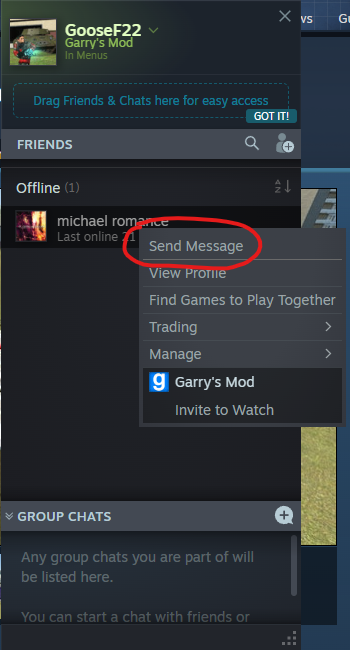 GooseF22
Garry's Mod
In Menus
ws
Gu
Drag Friends & Chats here for easy access
GOT IT!
FRIENDS
Offline (1)
michael romance
Last online 21
Send Message
View Profile
Find Games to Play Together
Trading
Manage
Garry's Mod
Invite to Watch
GROUP CHATS
Any group chats you are part of will
be listed here.
You can start a chat with friends or